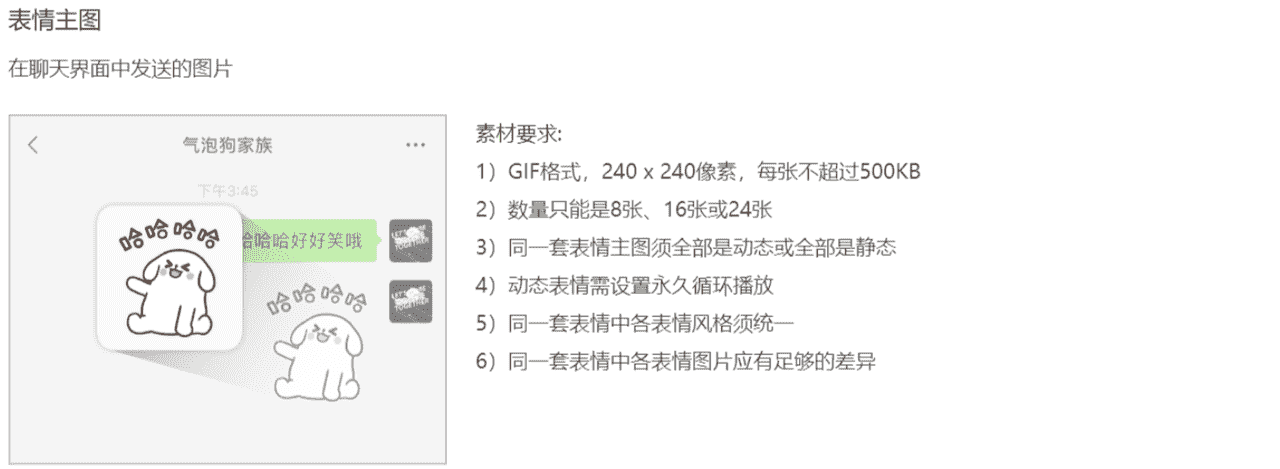 表情主图
在聊天界面中发送的图片
气泡狗家族
下午3:45
哈哈哈哈
哈哈好好笑哦
哈哈哈哈
素材要求:
1）GIF格式，240 x 240像素，每张不超过500KB
2）数量只能是8张、16张或24张
3）同一套表情主图须全部是动态或全部是静态
4）动态表情需设置永久循环播放
5）同一套表情中各表情风格须统一
6）同一套表情中各表情图片应有足够的差异